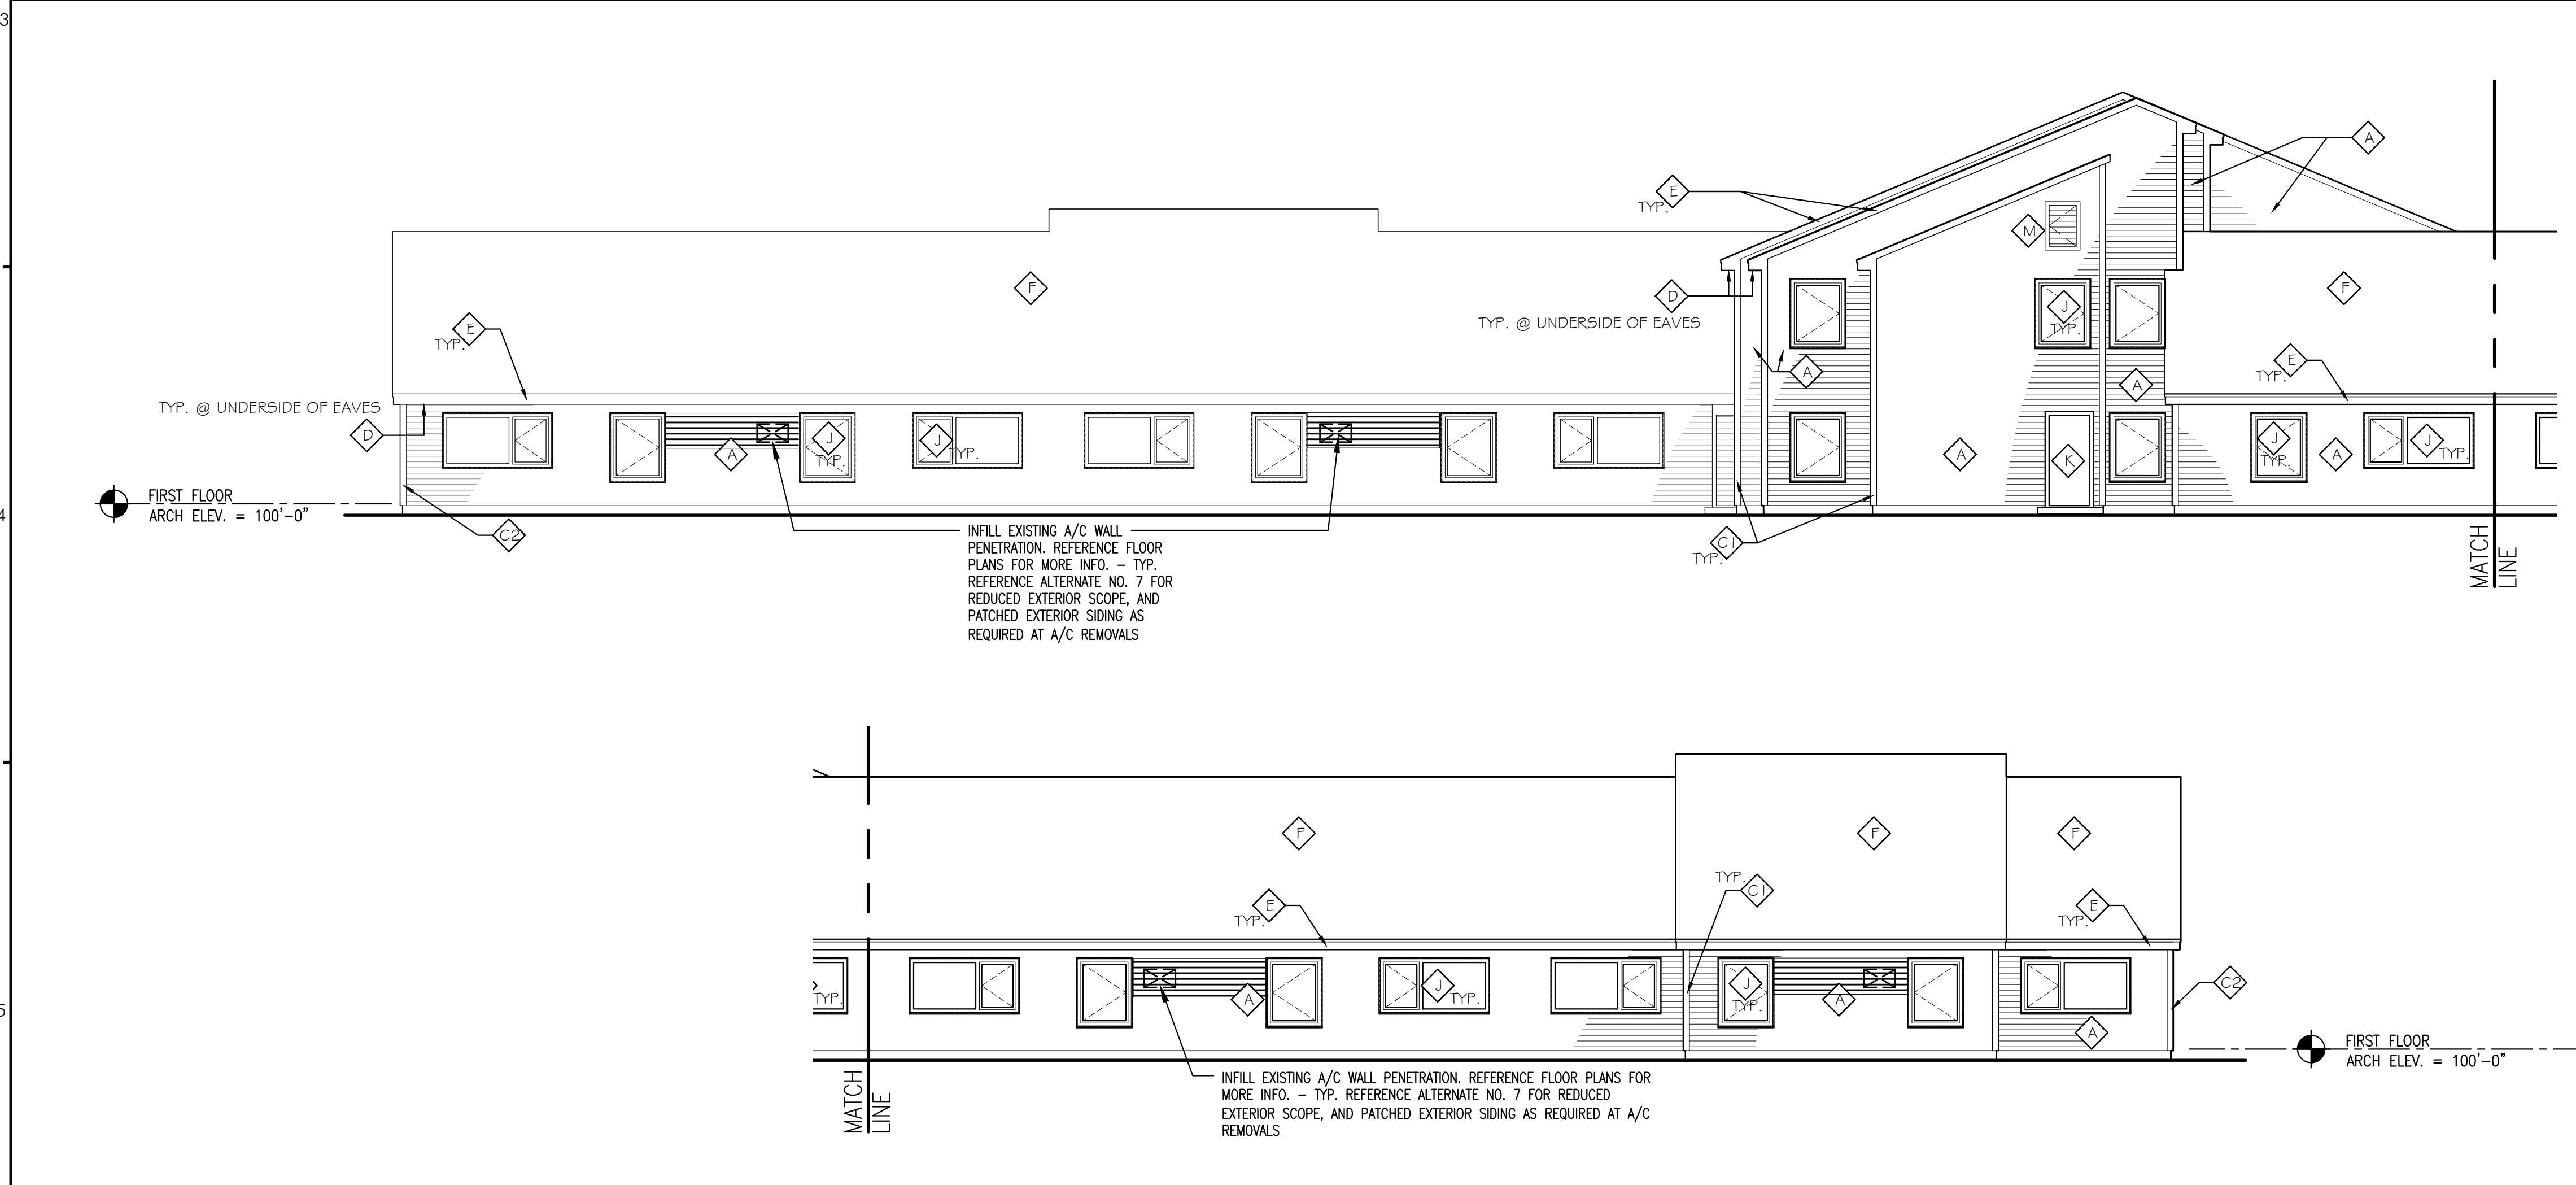 3
A
E
TYP.
M
D
TYP. @ UNDERSIDE OF EAVES
F
F
J
TYP.
E
TYP.
E
TYP.
A
A
TYP. @ UNDERSIDE OF EAVES
D
A
J
TYP.
J
TYP.
A
K
J
TYP.
A
J
TYP.
FIRST FLOOR
ARCH ELEV. = 100'-0"
4
C2
INFILL EXISTING A/C WALL
PENETRATION. REFERENCE FLOOR
PLANS FOR MORE INFO. – TYP.
REFERENCE ALTERNATE NO. 7 FOR
REDUCED EXTERIOR SCOPE, AND
PATCHED EXTERIOR SIDING AS
REQUIRED AT A/C REMOVALS
C1
TYP.
MATCH
LINE
F
F
F
TYP.
C1
E
TYP.
E
TYP.
TYP.
A
J
TYP.
J
TYP.
A
A
C2
5
FIRST FLOOR
ARCH ELEV. = 100'-0"
MATCH
LINE
INFILL EXISTING A/C WALL PENETRATION. REFERENCE FLOOR PLANS FOR
MORE INFO. – TYP. REFERENCE ALTERNATE NO. 7 FOR REDUCED
EXTERIOR SCOPE, AND PATCHED EXTERIOR SIDING AS REQUIRED AT A/C
REMOVALS